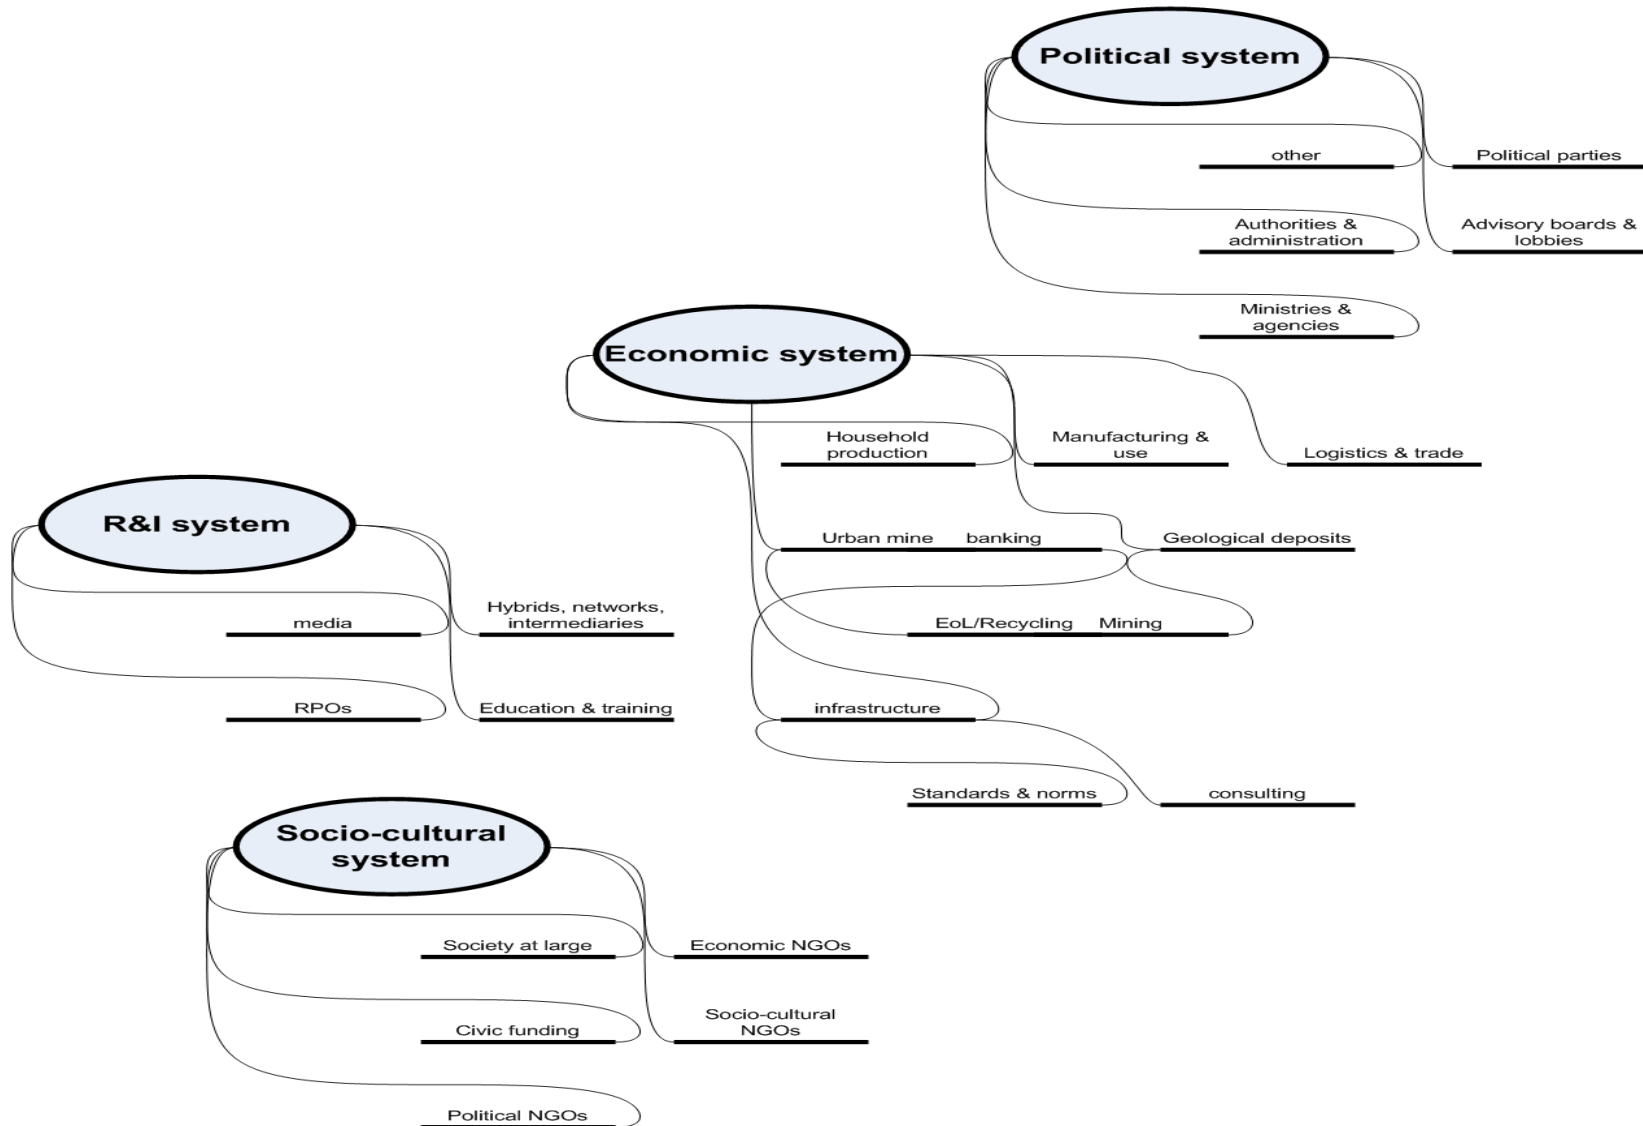 Political system
other
Political parties
Authorities &
administration
Advisory boards &
lobbies
Ministries &
agencies
Economic system
Household
production
Manufacturing &
use
Logistics & trade
Urban mine
banking
Geological deposits
EoL/Recycling
Mining
infrastructure
Standards & norms
consulting
R&I system
media
Hybrids, networks,
intermediaries
RPOs
Education & training
Socio-cultural
system
Society at large
Economic NGOs
Civic funding
Socio-cultural
NGOs
Political NGOs